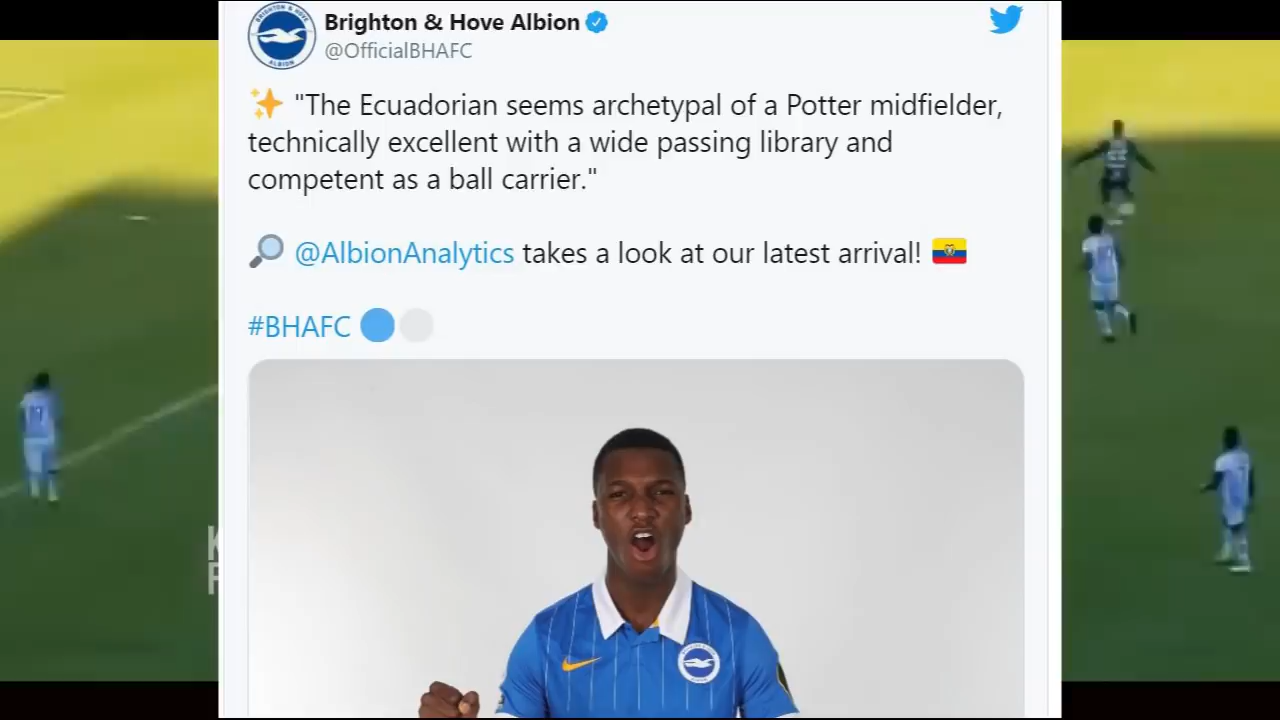 Brighton & Hove Albion
@OfficialBHAFC
✨ "The Ecuadorian seems archetypal of a Potter midfielder,
technically excellent with a wide passing library and
competent as a ball carrier."
🔎 @AlbionAnalytics takes a look at our latest arrival! 🇪🇨
#BHAFC 🔵⚪